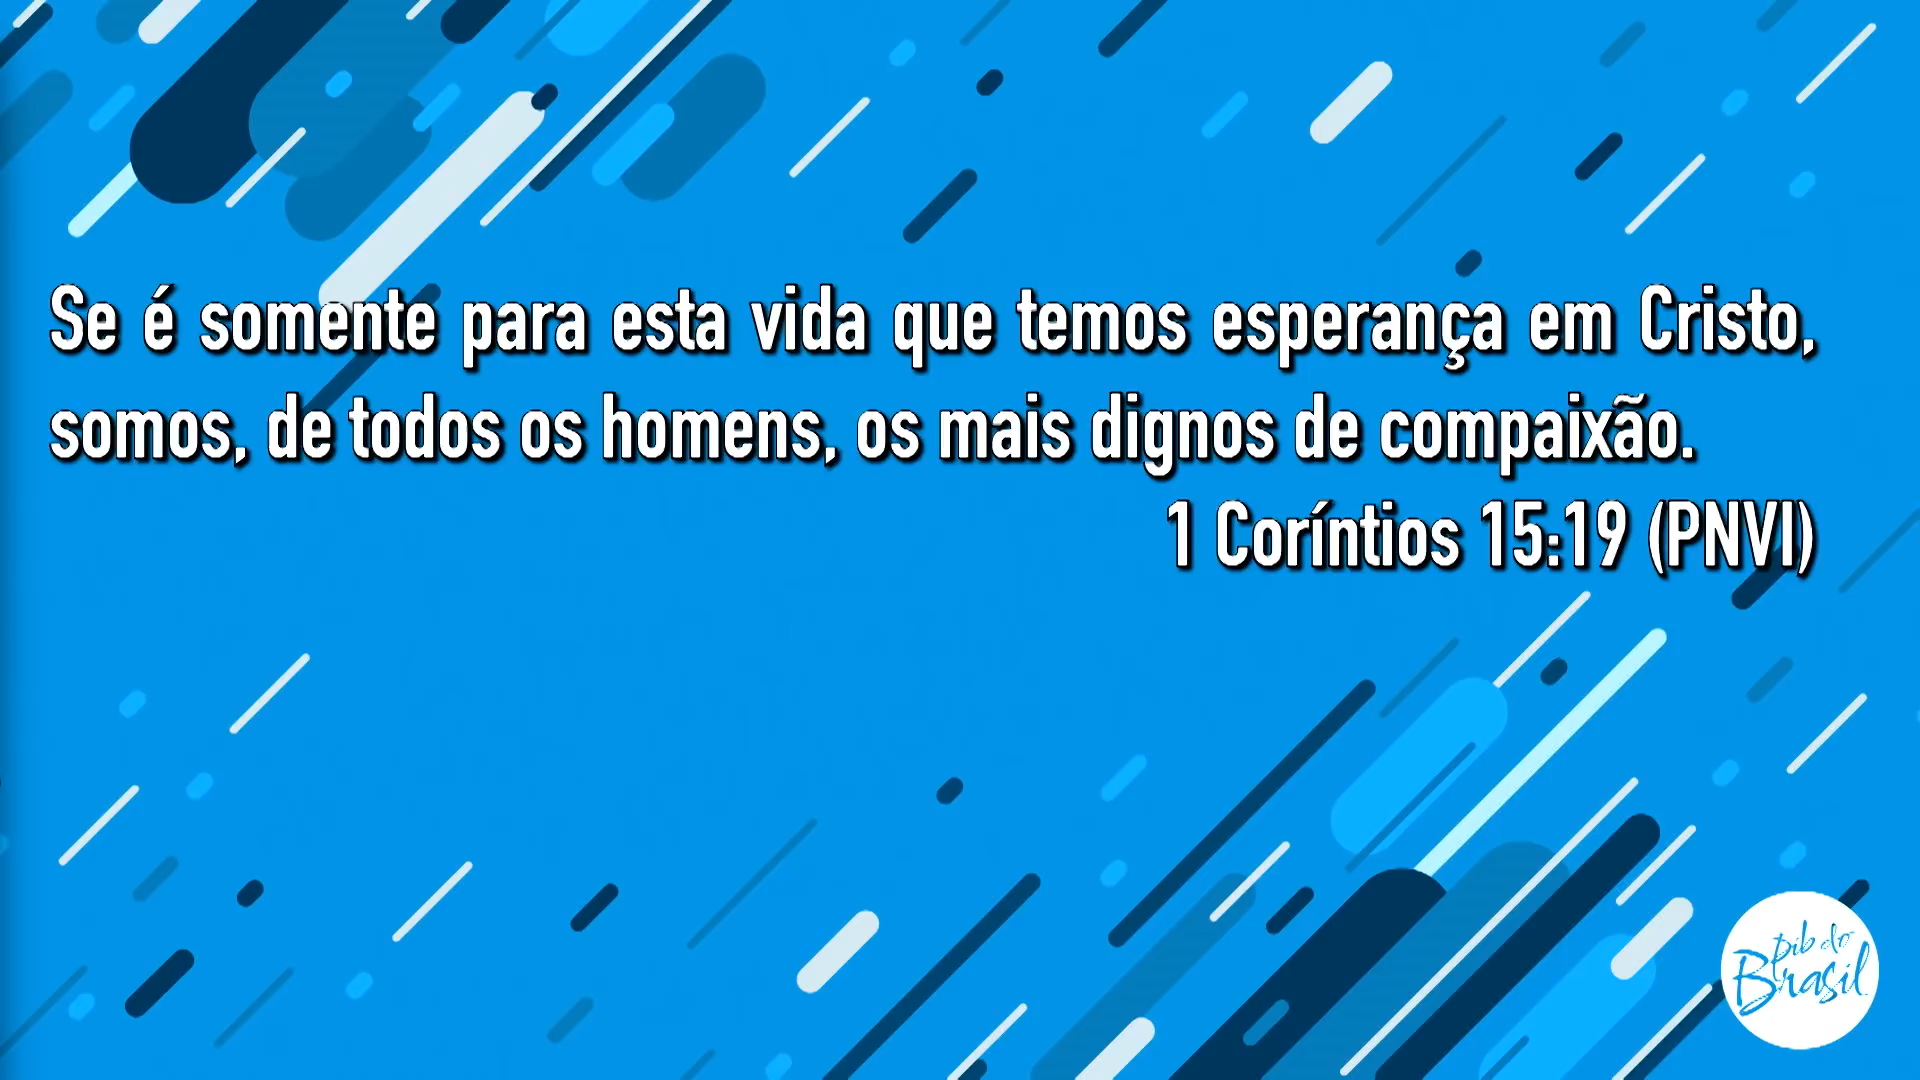 Se é somente para esta vida que temos esperança em Cristo,
somos, de todos os homens, os mais dignos de compaixão.
1 Coríntios 15:19 (PNVI)
pib do
Brasil